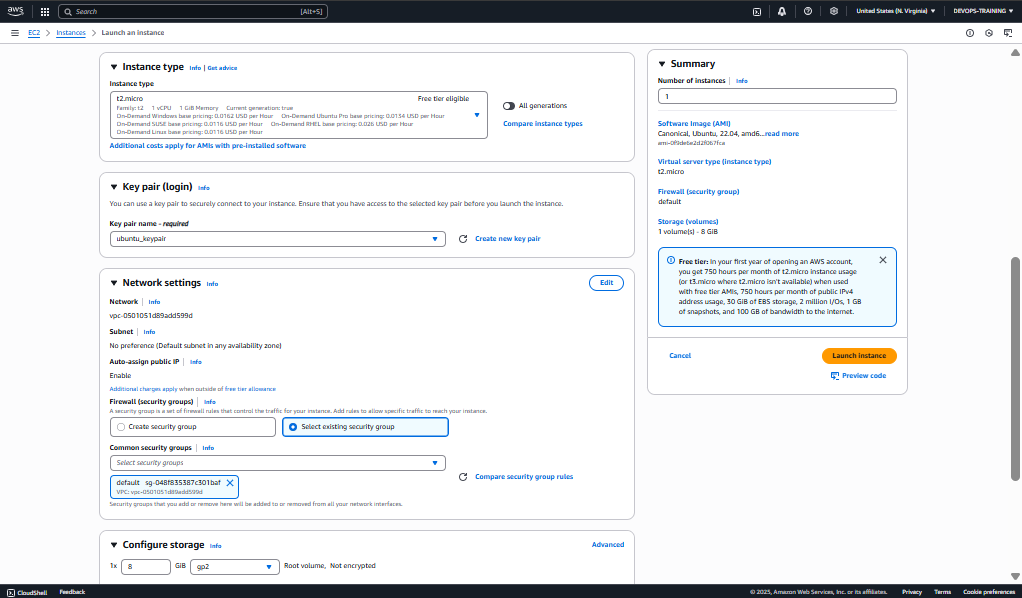 aws
Search [Alt+S]
United States (N. Virginia) ▼
DEVOPS-TRAINING ▼
EC2 > Instances > Launch an instance
▼ Instance type Info | Get advice
Instance type
t2.micro Free tier eligible
Family: t2 1 vCPU 1 GiB Memory Current generation: true
On-Demand Windows base pricing: 0.0162 USD per Hour On-Demand Ubuntu Pro base pricing: 0.0134 USD per Hour
On-Demand SUSE base pricing: 0.0116 USD per Hour On-Demand RHEL base pricing: 0.026 USD per Hour
On-Demand Linux base pricing: 0.0116 USD per Hour
All generations
Compare instance types
Additional costs apply for AMIs with pre-installed software
▼ Key pair (login) Info
You can use a key pair to securely connect to your instance. Ensure that you have access to the selected key pair before you launch the instance.
Key pair name - required
ubuntu_keypair
Create new key pair
▼ Network settings Info
Edit
Network | Info
vpc-0501051d89add599d
Subnet | Info
No preference (Default subnet in any availability zone)
Auto-assign public IP | Info
Enable
Additional charges apply when outside of free tier allowance
Firewall (security groups) | Info
A security group is a set of firewall rules that control the traffic for your instance. Add rules to allow specific traffic to reach your instance.
Create security group
Select existing security group
Common security groups | Info
Select security groups
default sg-048f835387c301baf
VPC: vpc-0501051d89add599d
Compare security group rules
Security groups that you add or remove here will be added to or removed from all your network interfaces.
▼ Configure storage Info
Advanced
1x 8 GiB gp2 Root volume, Not encrypted
▼ Summary
Number of instances | Info
1
Software Image (AMI)
Canonical, Ubuntu, 22.04, amd6...read more
ami-0f9de6e2d2f067fca
Virtual server type (instance type)
t2.micro
Firewall (security group)
default
Storage (volumes)
1 volume(s) - 8 GiB
Free tier: In your first year of opening an AWS account,
you get 750 hours per month of t2.micro instance usage
(or t3.micro where t2.micro isn't available) when used
with free tier AMIs, 750 hours per month of public IPv4
address usage, 30 GiB of EBS storage, 2 million I/Os, 1 GB
of snapshots, and 100 GB of bandwidth to the internet.
Cancel
Launch instance
Preview code
CloudShell
Feedback
© 2025, Amazon Web Services, Inc. or its affiliates.
Privacy
Terms
Cookie preferences